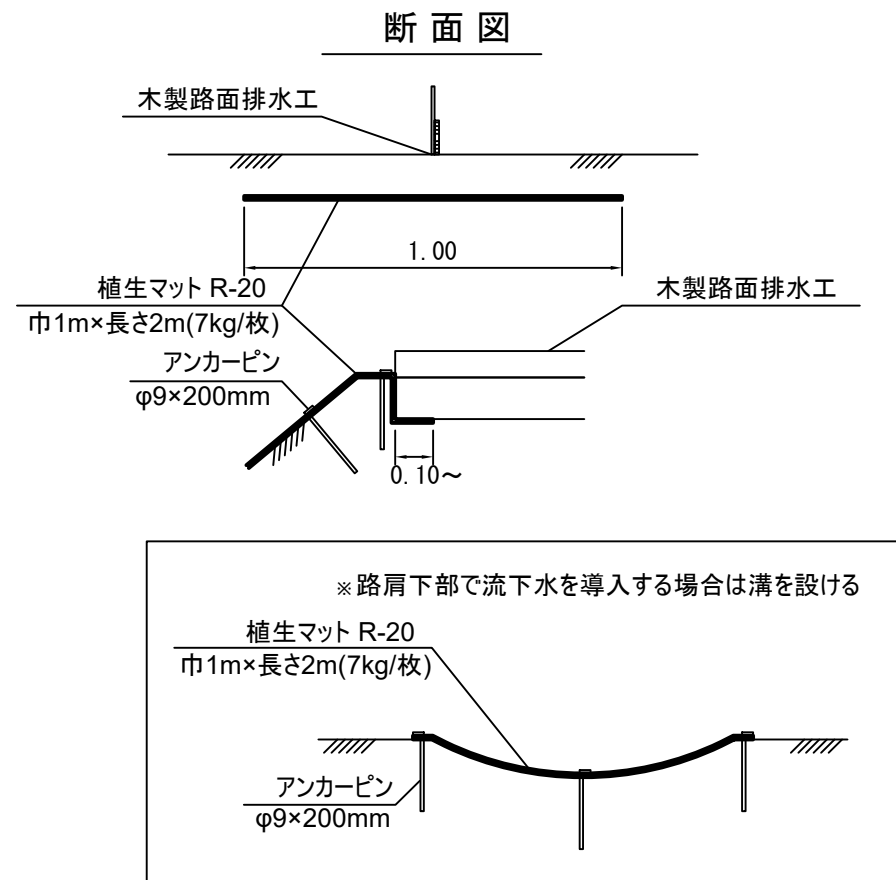 断面図
木製路面排水工
1.00
植生マット R-20
巾1m×長さ2m(7kg/枚)
木製路面排水工
アンカーピン
φ9×200mm
0.10～
※路肩下部で流下水を導入する場合は溝を設ける
植生マット R-20
巾1m×長さ2m(7kg/枚)
アンカーピン
φ9×200mm